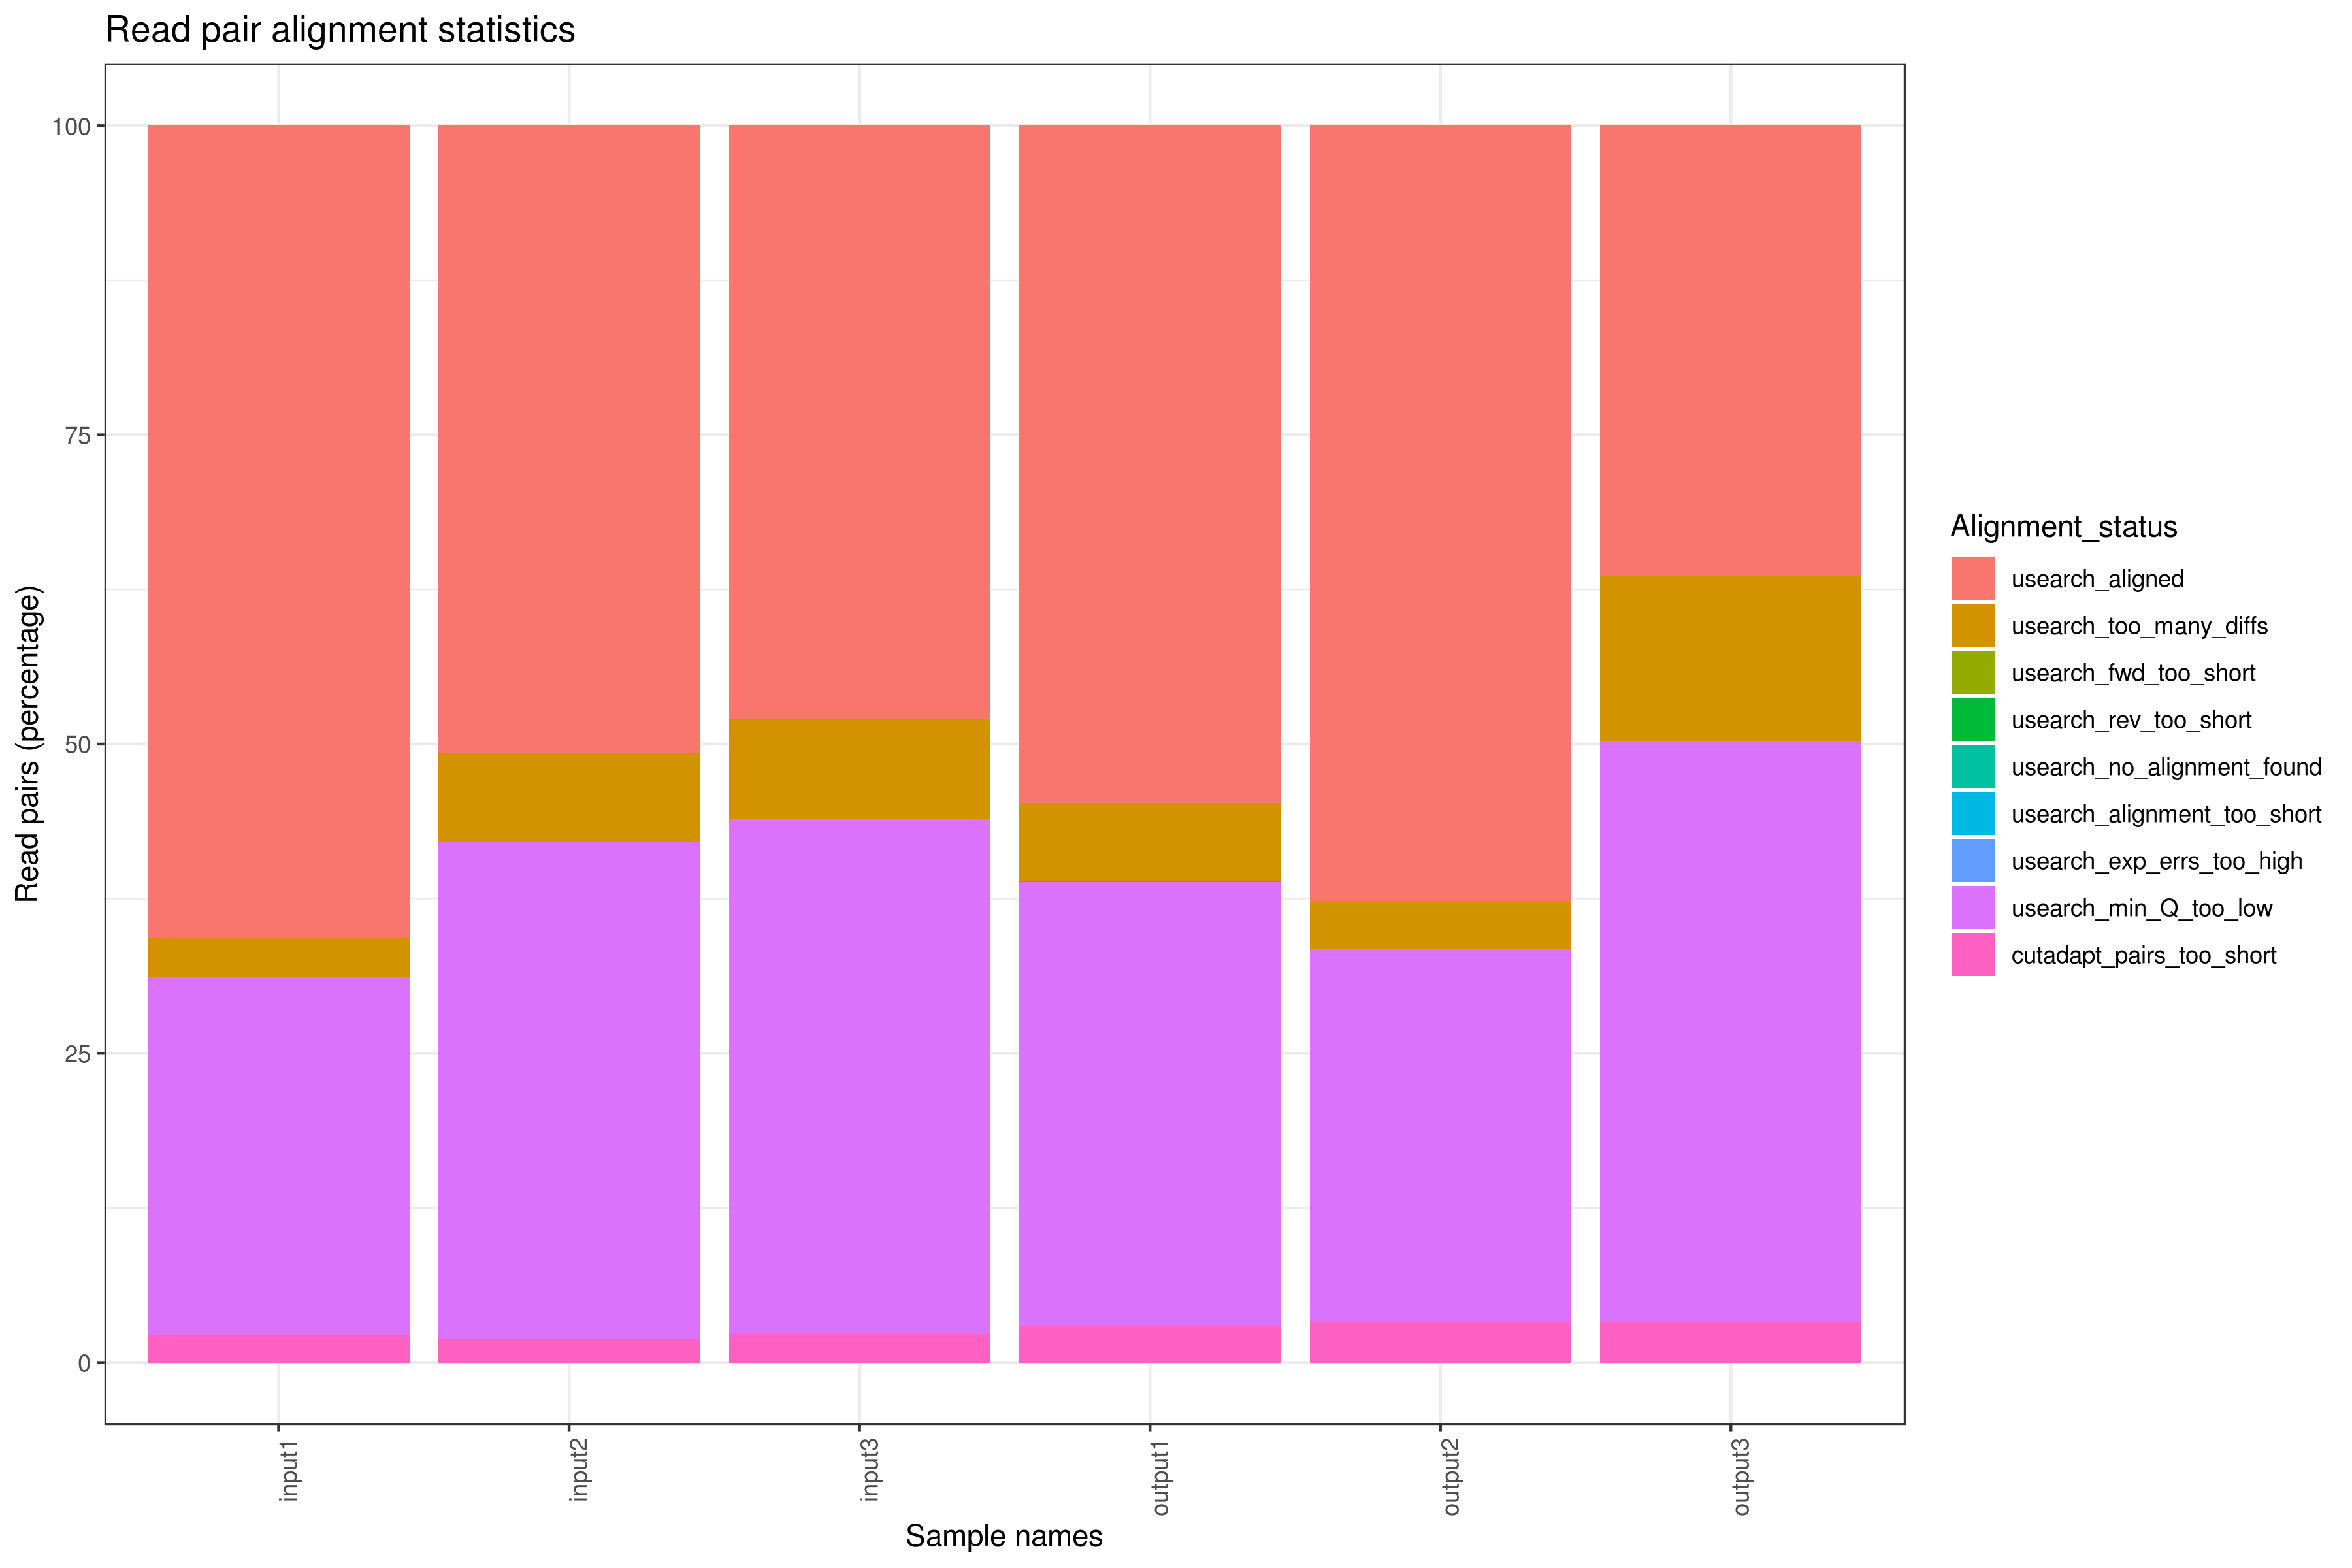 Read pair alignment statistics
Read pairs (percentage)
100
75
50
25
0
input1
input2
input3
output1
output2
output3
Sample names
Alignment_status
usearch_aligned
usearch_too_many_diffs
usearch_fwd_too_short
usearch_rev_too_short
usearch_no_alignment_found
usearch_alignment_too_short
usearch_exp_errs_too_high
usearch_min_Q_too_low
cutadapt_pairs_too_short